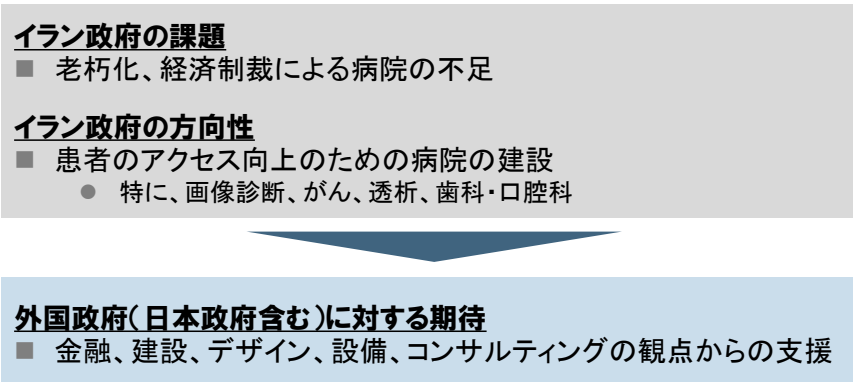 イラン政府の課題
■ 老朽化、経済制裁による病院の不足
イラン政府の方向性
■ 患者のアクセス向上のための病院の建設
● 特に、画像診断、がん、透析、歯科・口腔科
外国政府(日本政府含む)に対する期待
■ 金融、建設、デザイン、設備、コンサルティングの観点からの支援